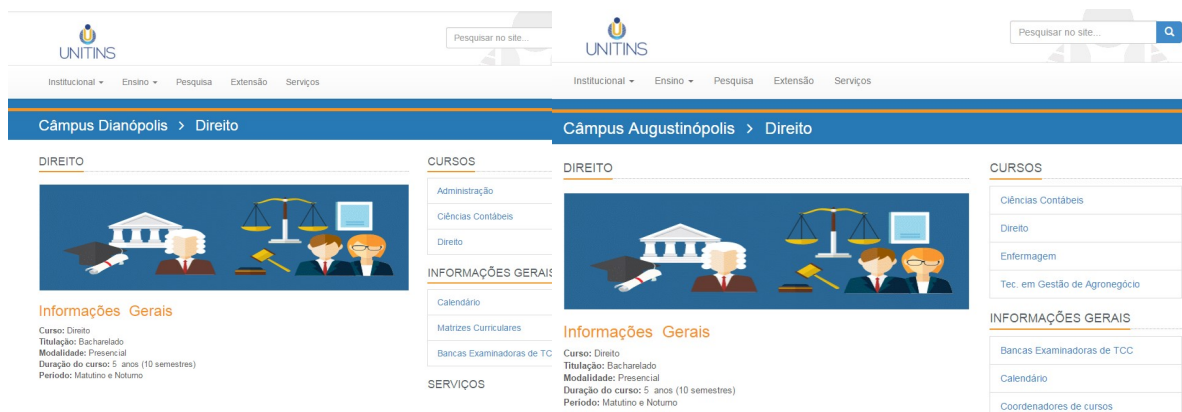 UNITINS
Pesquisar no site...
Institucional Ensino Pesquisa Extensão Serviços
Câmpus Dianópolis > Direito
DIREITO
Informações Gerais
Curso: Direito
Titulação: Bacharelado
Modalidade: Presencial
Duração do curso: 5 anos (10 semestres)
Período: Matutino e Noturno
CURSOS
Administração
Ciências Contábeis
Direito
INFORMAÇÕES GERAIS
Calendário
Matrizes Curriculares
Bancas Examinadoras de TC
SERVIÇOS
UNITINS
Pesquisar no site...
Institucional Ensino Pesquisa Extensão Serviços
Câmpus Augustinópolis > Direito
DIREITO
Informações Gerais
Curso: Direito
Titulação: Bacharelado
Modalidade: Presencial
Duração do curso: 5 anos (10 semestres)
Período: Matutino e Noturno
CURSOS
Ciências Contábeis
Direito
Enfermagem
Tec. em Gestão de Agronegócio
INFORMAÇÕES GERAIS
Bancas Examinadoras de TCC
Calendário
Coordenadores de cursos